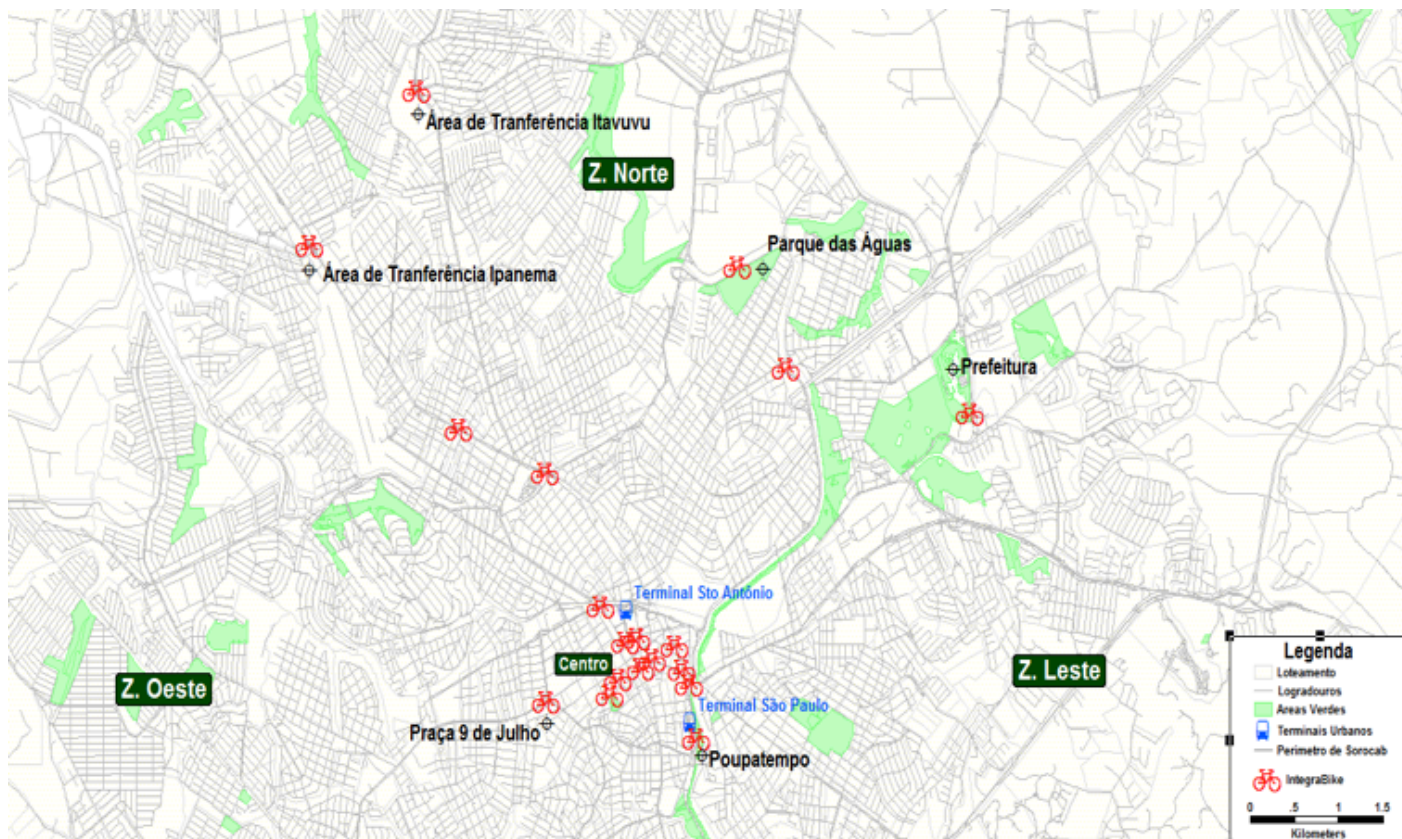 Área de Tranferência Itavuvu
Z. Norte
Parque das Águas
Área de Tranferência Ipanema
Prefeitura
Terminal Sto Antônio
Centro
Z. Oeste
Z. Leste
Terminal São Paulo
Praça 9 de Julho
Poupatempo
Legenda
Loteamento
Logradouros
Areas Verdes
Terminais Urbanos
Perimetro de Sorocab
IntegraBike
0 .5 1 1.5
Kilometers